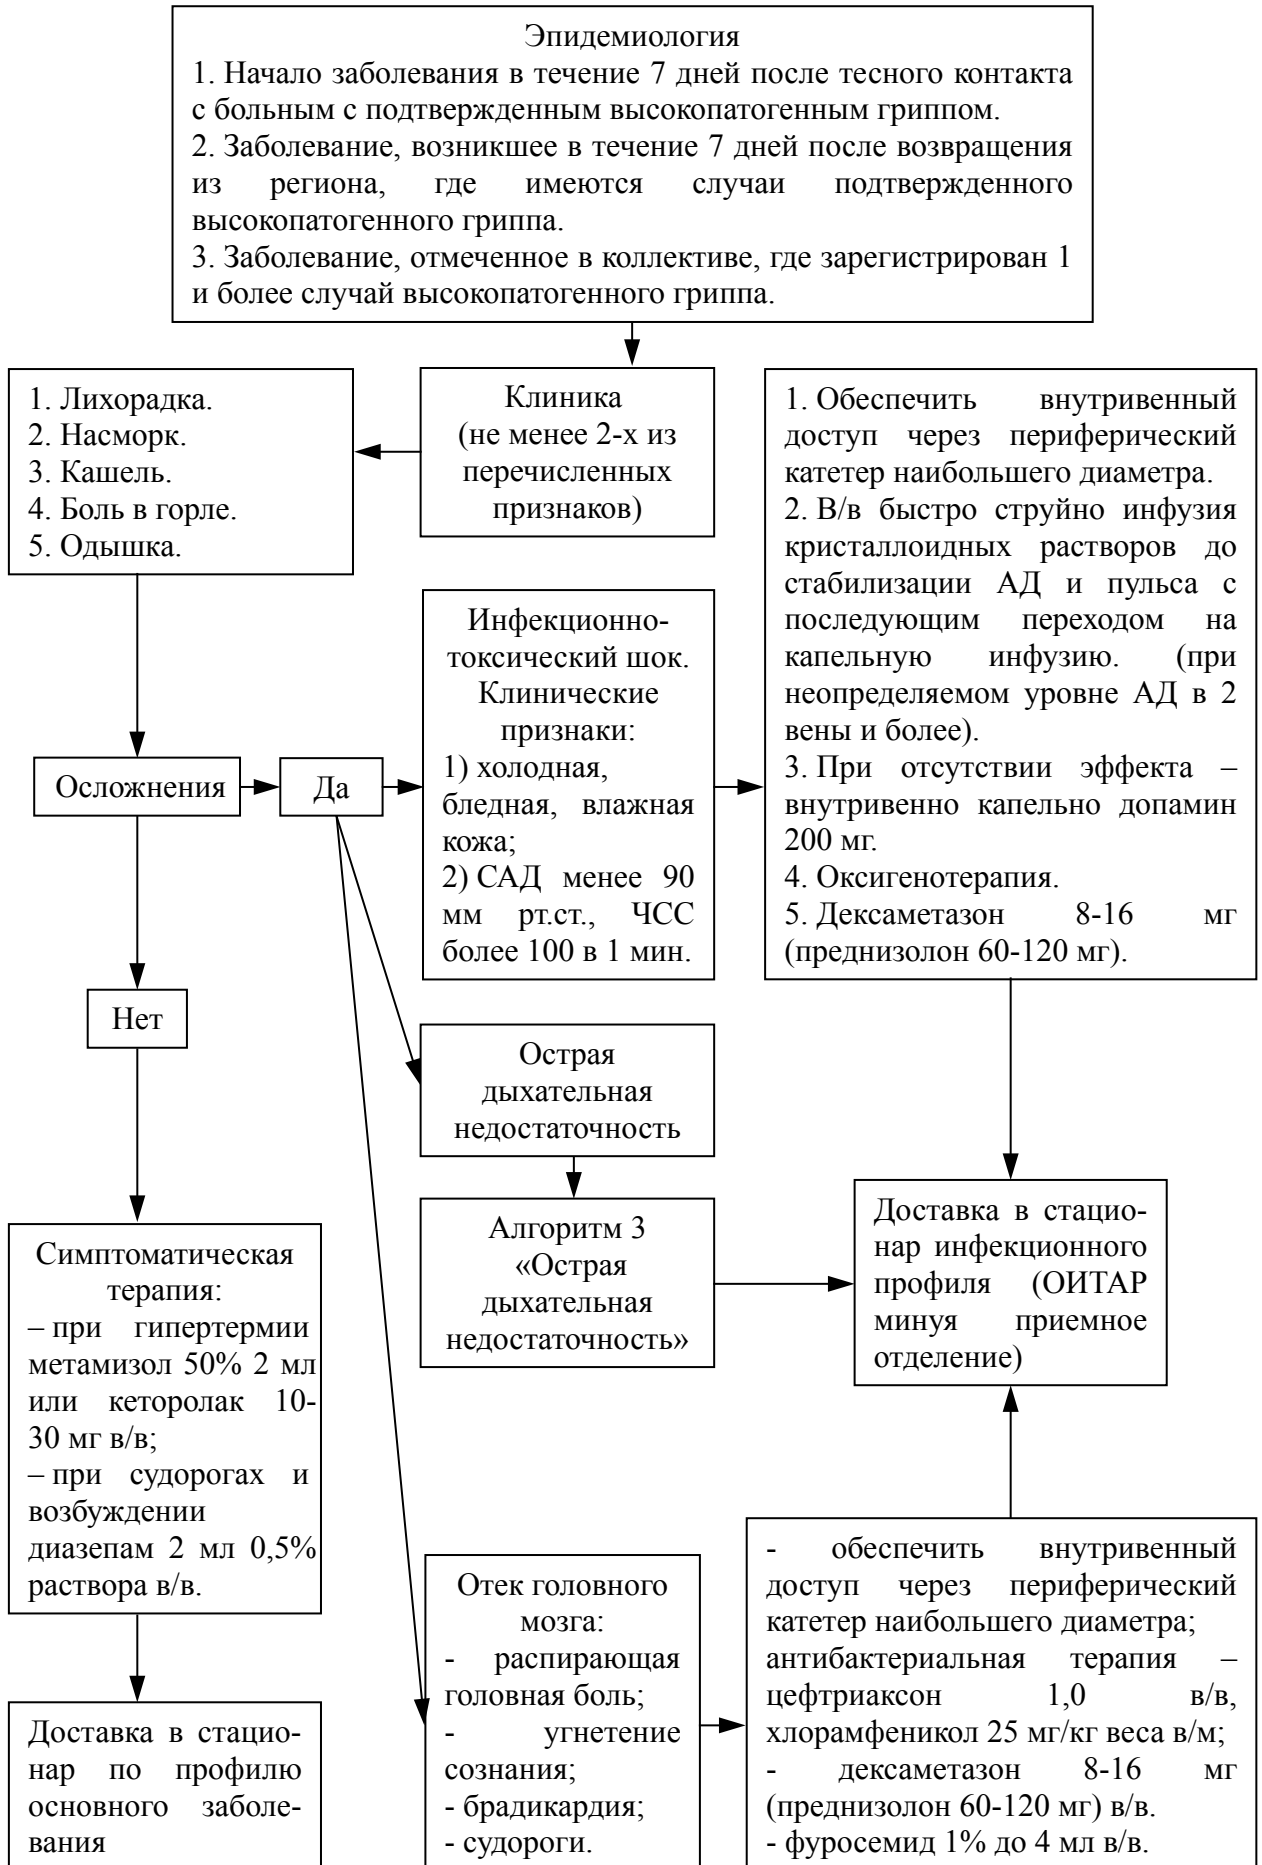 Эпидемиология
1. Начало заболевания в течение 7 дней после тесного контакта
с больным с подтвержденным высокопатогенным гриппом.
2. Заболевание, возникшее в течение 7 дней после возвращения
из региона, где имеются случаи подтвержденного
высокопатогенного гриппа.
3. Заболевание, отмеченное в коллективе, где зарегистрирован 1
и более случай высокопатогенного гриппа.
Клиника
(не менее 2-х из
перечисленных
признаков)
1. Лихорадка.
2. Насморк.
3. Кашель.
4. Боль в горле.
5. Одышка.
Осложнения
Да
Инфекционно-
токсический шок.
Клинические
признаки:
1) холодная,
бледная, влажная
кожа;
2) САД менее 90
мм рт.ст., ЧСС
более 100 в 1 мин.
1. Обеспечить внутривенный
доступ через периферический
катетер наибольшего диаметра.
2. В/в быстро струйно инфузия
кристаллоидных растворов до
стабилизации АД и пульса с
последующим переходом на
капельную инфузию. (при
неопределяемом уровне АД в 2
вены и более).
3. При отсутствии эффекта –
внутривенно капельно допамин
200 мг.
4. Оксигенотерапия.
5. Дексаметазон 8-16 мг
(преднизолон 60-120 мг).
Нет
Острая
дыхательная
недостаточность
Алгоритм 3
«Острая
дыхательная
недостаточность»
Доставка в стацио-
нар инфекционного
профиля (ОИТАР
минуя приемное
отделение)
Симптоматическая
терапия:
– при гипертермии
метамизол 50% 2 мл
или кеторолак 10-
30 мг в/в;
– при судорогах и
возбуждении
диазепам 2 мл 0,5%
раствора в/в.
Доставка в стацио-
нар по профилю
основного заболе-
вания
Отек головного
мозга:
- распирающая
головная боль;
- угнетение
сознания;
- брадикардия;
- судороги.
- обеспечить внутривенный
доступ через периферический
катетер наибольшего диаметра;
антибактериальная терапия –
цефтриаксон 1,0 в/в,
хлорамфеникол 25 мг/кг веса в/м;
- дексаметазон 8-16 мг
(преднизолон 60-120 мг) в/в.
- фуросемид 1% до 4 мл в/в.